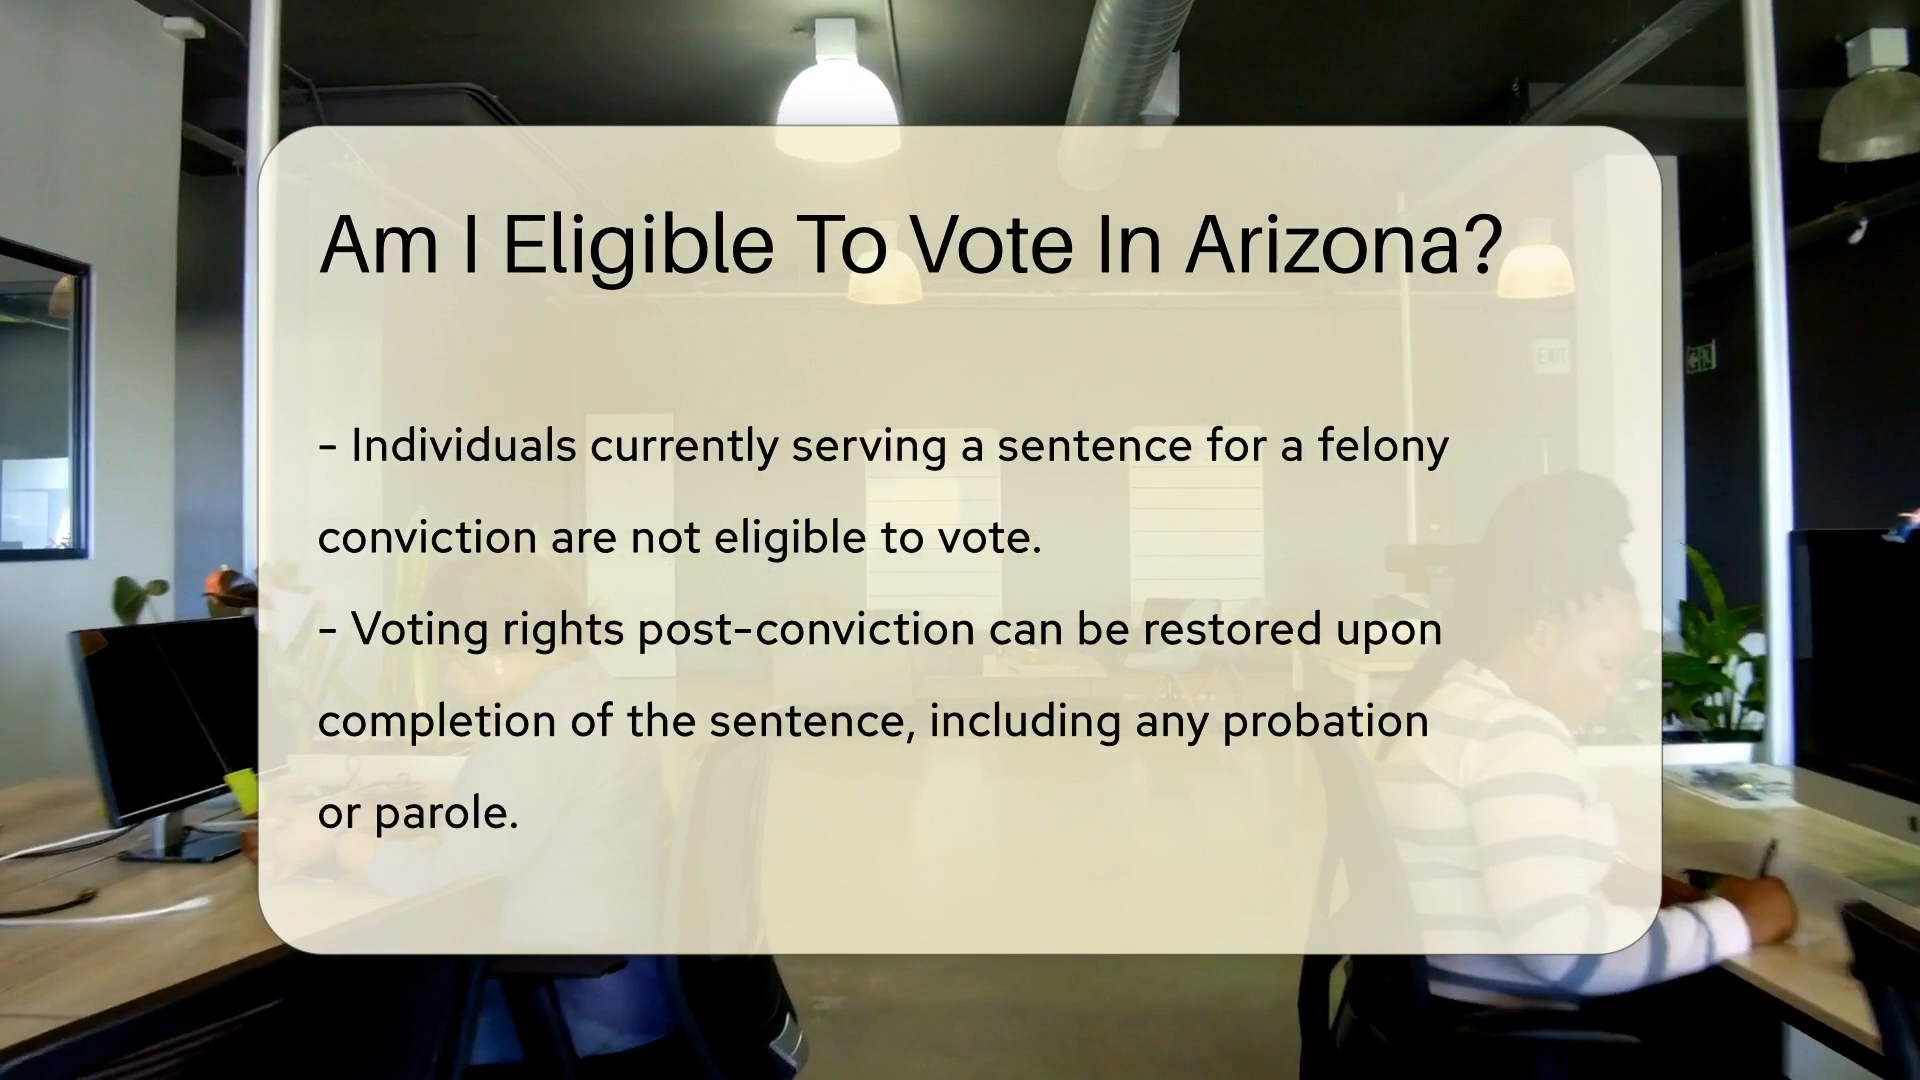 Am I Eligible To Vote In Arizona?
- Individuals currently serving a sentence for a felony
conviction are not eligible to vote.
- Voting rights post-conviction can be restored upon
completion of the sentence, including any probation
or parole.
EXIT